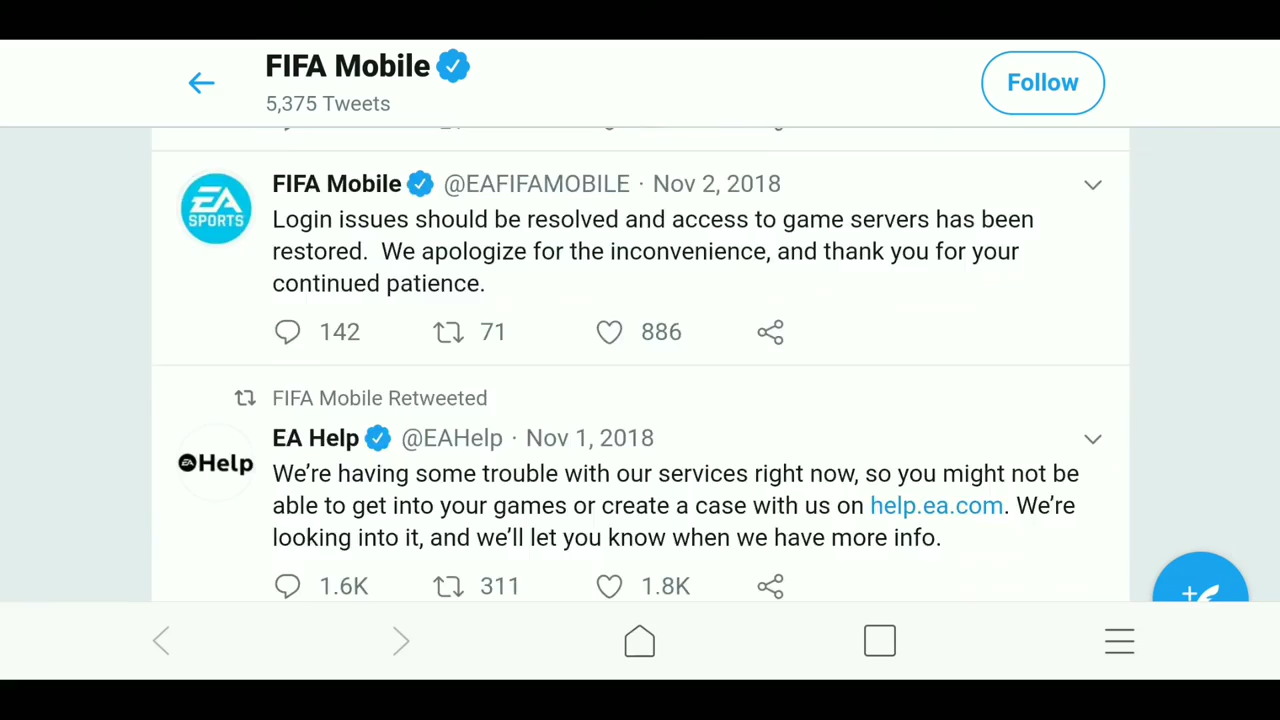 FIFA Mobile
5,375 Tweets
Follow
FIFA Mobile @EAFIFAMOBILE · Nov 2, 2018
EA
SPORTS
Login issues should be resolved and access to game servers has been
restored.  We apologize for the inconvenience, and thank you for your
continued patience.
142 71 886
FIFA Mobile Retweeted
EA Help @EAHelp · Nov 1, 2018
EA Help
We’re having some trouble with our services right now, so you might not be
able to get into your games or create a case with us on help.ea.com. We’re
looking into it, and we’ll let you know when we have more info.
1.6K 311 1.8K